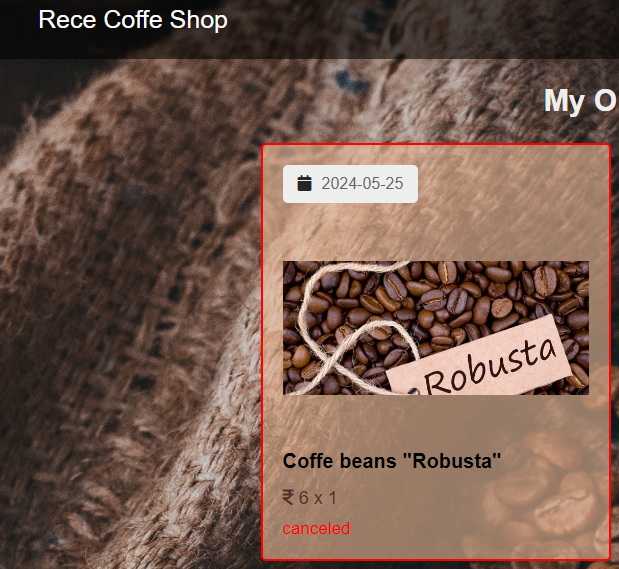 Rece Coffe Shop
My O
2024-05-25
Robusta
Coffe beans "Robusta"
₹ 6 x 1
canceled